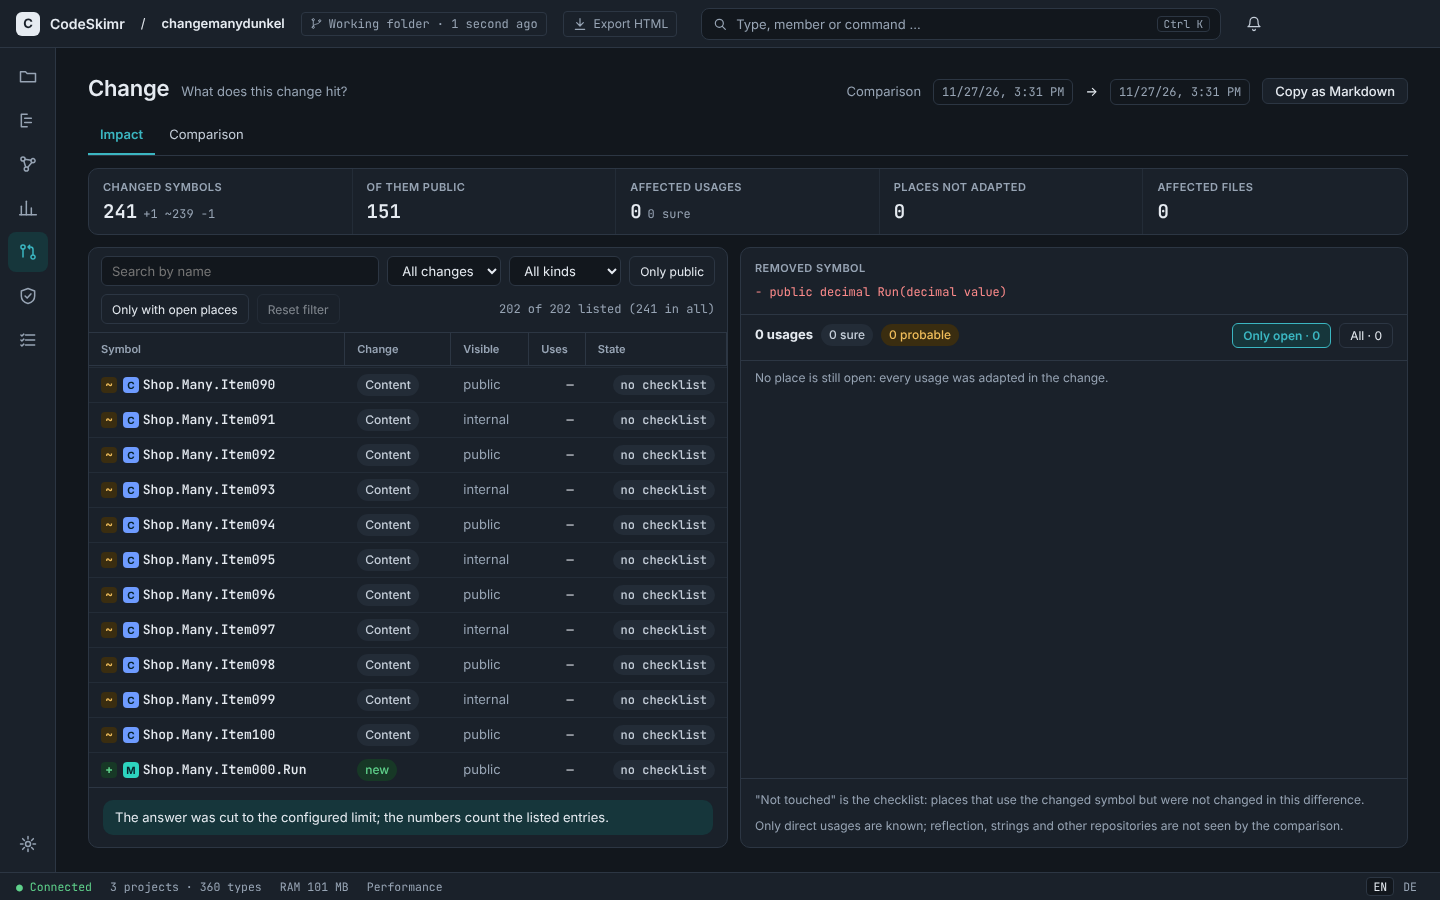 C CodeSkimr / changemanydunkel Working folder · 1 second ago Export HTML Type, member or command ... Ctrl K
Change What does this change hit? Comparison 11/27/26, 3:31 PM → 11/27/26, 3:31 PM Copy as Markdown
Impact Comparison
CHANGED SYMBOLS OF THEM PUBLIC AFFECTED USAGES PLACES NOT ADAPTED AFFECTED FILES
241 +1 ~239 -1 151 0 0 sure 0 0
Search by name All changes All kinds Only public
Only with open places Reset filter 202 of 202 listed (241 in all)
Symbol Change Visible Uses State
~ C Shop.Many.Item090 Content public — no checklist
~ C Shop.Many.Item091 Content internal — no checklist
~ C Shop.Many.Item092 Content public — no checklist
~ C Shop.Many.Item093 Content internal — no checklist
~ C Shop.Many.Item094 Content public — no checklist
~ C Shop.Many.Item095 Content internal — no checklist
~ C Shop.Many.Item096 Content public — no checklist
~ C Shop.Many.Item097 Content internal — no checklist
~ C Shop.Many.Item098 Content public — no checklist
~ C Shop.Many.Item099 Content internal — no checklist
~ C Shop.Many.Item100 Content public — no checklist
+ M Shop.Many.Item000.Run new public — no checklist
The answer was cut to the configured limit; the numbers count the listed entries.
REMOVED SYMBOL
- public decimal Run(decimal value)
0 usages 0 sure 0 probable Only open · 0 All · 0
No place is still open: every usage was adapted in the change.
"Not touched" is the checklist: places that use the changed symbol but were not changed in this difference.
Only direct usages are known; reflection, strings and other repositories are not seen by the comparison.
Connected 3 projects · 360 types RAM 101 MB Performance EN DE